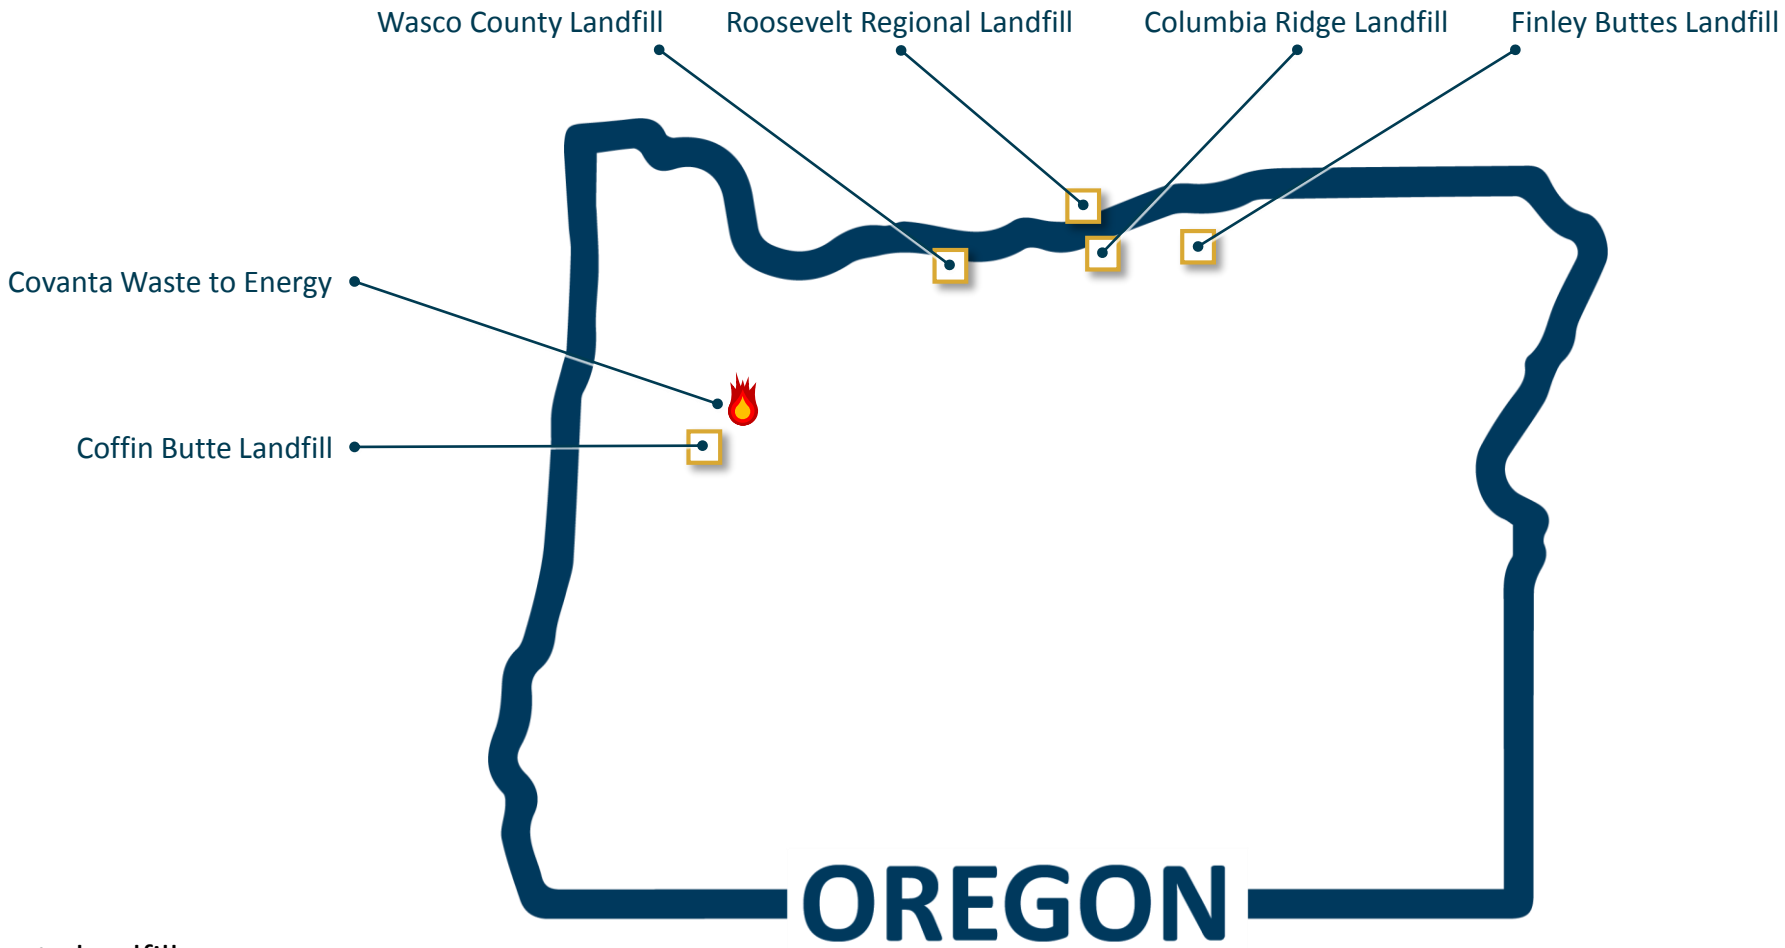 Wasco County Landfill
Roosevelt Regional Landfill
Columbia Ridge Landfill
Finley Buttes Landfill
Covanta Waste to Energy
Coffin Butte Landfill
OREGON